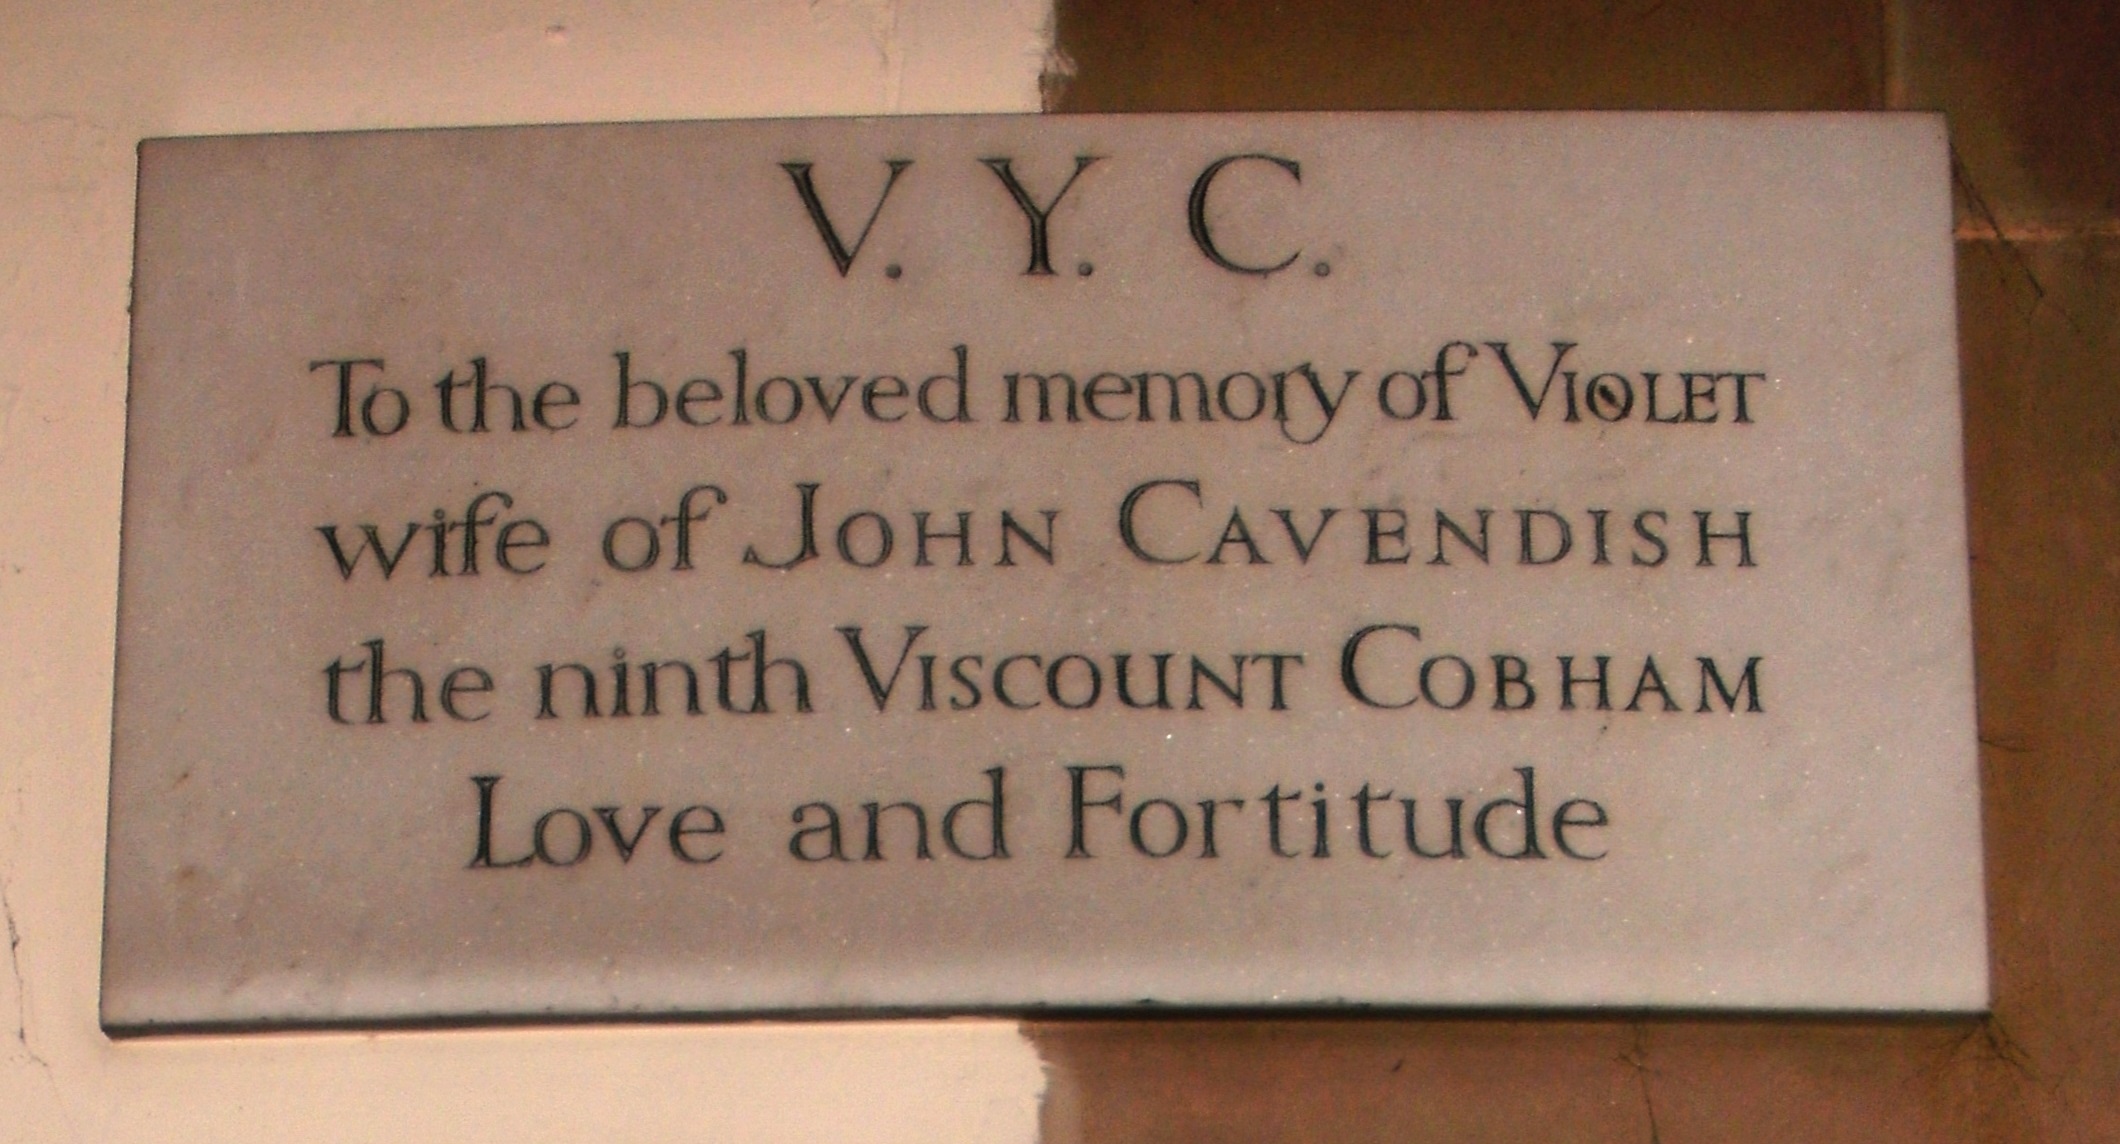 V. Y. C.
To the beloved memory of VIOLET
wife of JOHN CAVENDISH
the ninth VISCOUNT COBHAM
Love and Fortitude